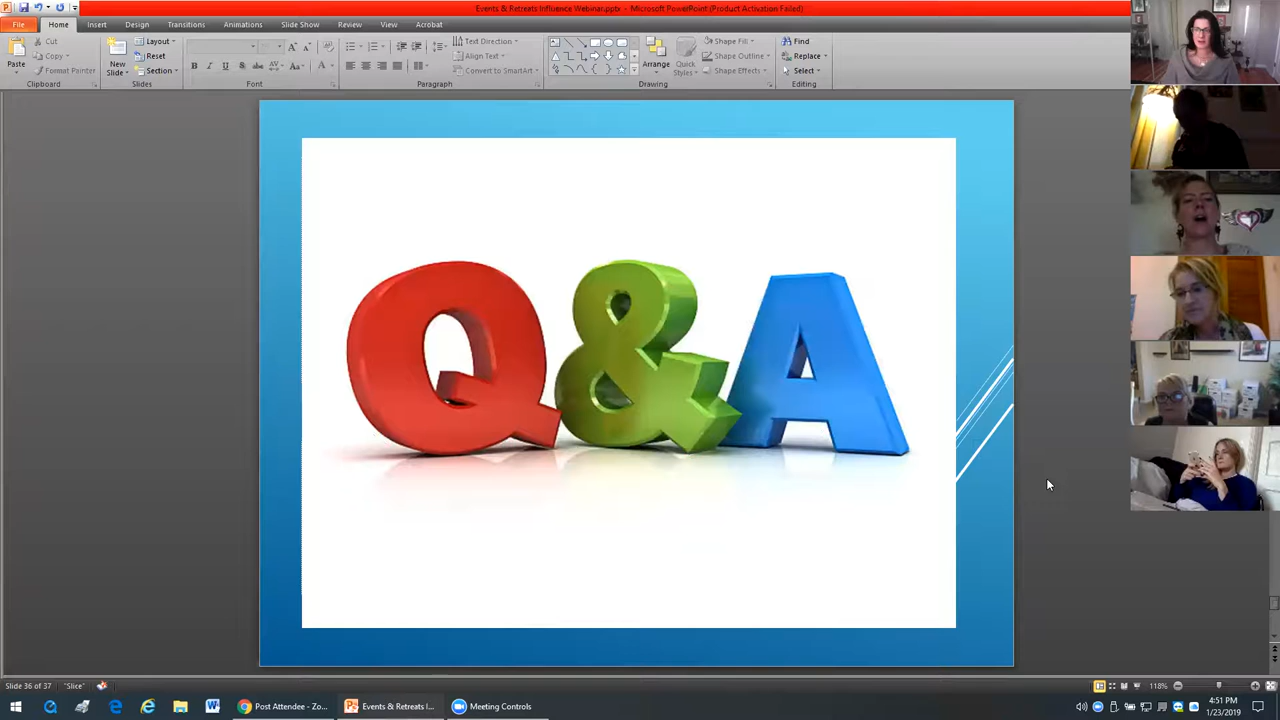 Events & Retreats Influence Webinar.pptx - Microsoft PowerPoint (Product Activation Failed)
File Home Insert Design Transitions Animations Slide Show Review View Acrobat
Cut
Copy
Format Painter
Paste
Clipboard
New
Slide
Layout
Reset
Section
Slides
B I U S abc AV Aa A
Font
Text Direction
Align Text
Convert to SmartArt
Paragraph
Arrange
Quick
Styles
Shape Fill
Shape Outline
Shape Effects
Drawing
Find
Replace
Select
Editing
Q&A
Slide 36 of 37 "Slice" 118%
Post Attendee - Zo... Events & Retreats I... Meeting Controls
4:51 PM
1/23/2019